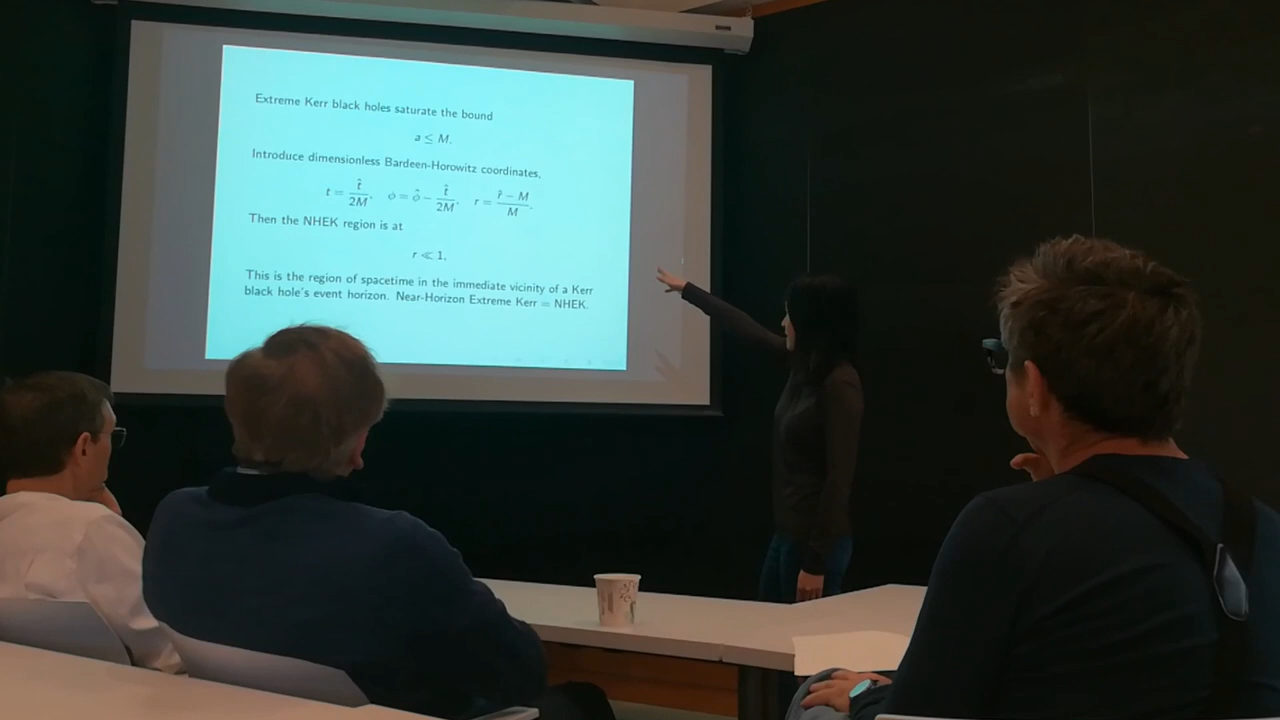 Extreme Kerr black holes saturate the bound
a ≤ M.
Introduce dimensionless Bardeen-Horowitz coordinates,
t = t̂/2M, ϕ = ϕ̂ − t̂/2M, r = (r̂ − M)/M.
Then the NHEK region is at
r ≪ 1.
This is the region of spacetime in the immediate vicinity of a Kerr
black hole's event horizon. Near-Horizon Extreme Kerr = NHEK.